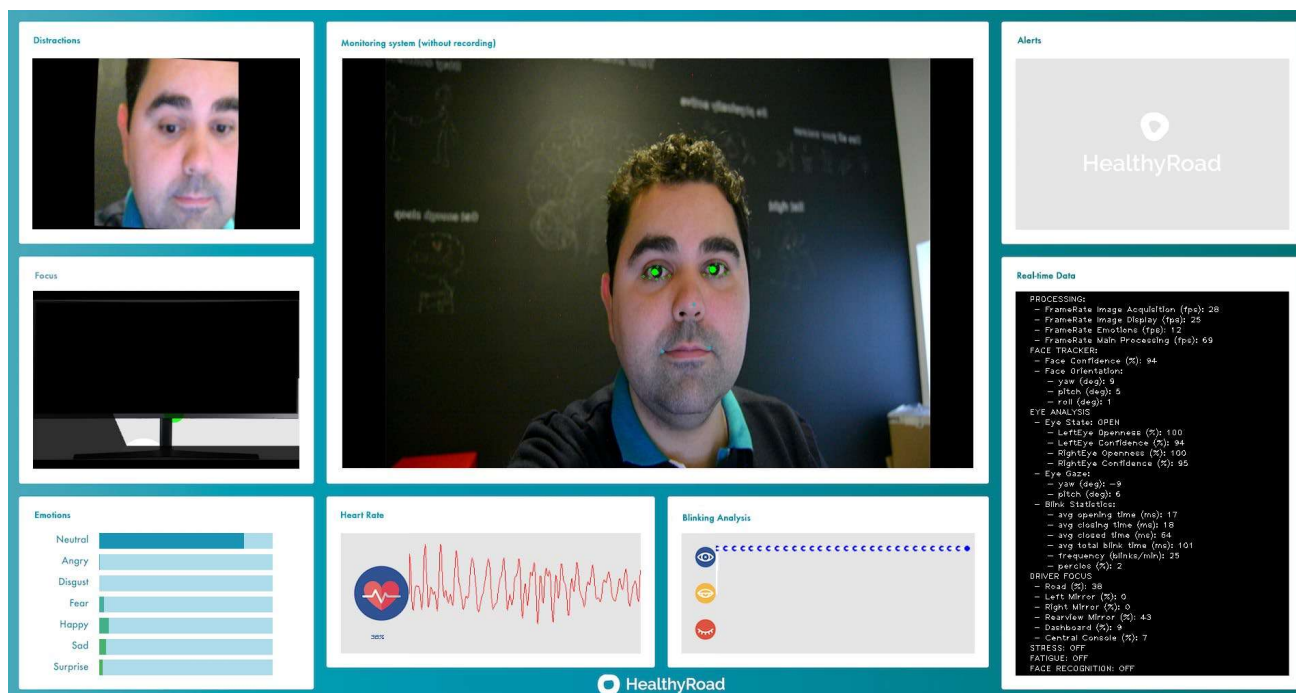 Distractions
Monitoring system (without recording)
Alerts
HealthyRoad
Focus
Real-time Data
PROCESSING:
– FrameRate Image Acquisition (fps): 28
– FrameRate Image Display (fps): 25
– FrameRate Emotions (fps): 12
– FrameRate Main Processing (fps): 69
FACE TRACKER:
– Face Confidence (%): 94
– Face Orientation:
– yaw (deg): 9
– pitch (deg): 5
– roll (deg): 1
EYE ANALYSIS
– Eye State: OPEN
– LeftEye Openness (%): 100
– LeftEye Confidence (%): 94
– RightEye Openness (%): 100
– RightEye Confidence (%): 95
– Eye Gaze:
– yaw (deg): –9
– pitch (deg): 6
– Blink Statistics:
– avg opening time (ms): 17
– avg closing time (ms): 18
– avg closed time (ms): 64
– avg total blink time (ms): 101
– frequency (blinks/min): 25
– perclos (%): 2
DRIVER FOCUS
– Road (%): 38
– Left Mirror (%): 0
– Right Mirror (%): 0
– Rearview Mirror (%): 43
– Dashboard (%): 9
– Central Console (%): 7
STRESS: OFF
FATIGUE: OFF
FACE RECOGNITION: OFF
Emotions
Neutral
Angry
Disgust
Fear
Happy
Sad
Surprise
Heart Rate
Blinking Analysis
HealthyRoad